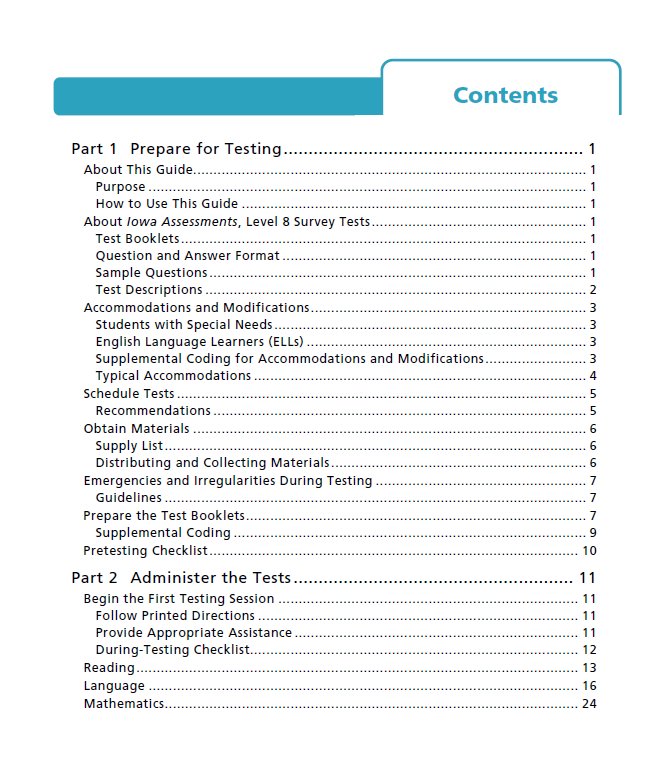 Contents
Part 1 Prepare for Testing............................................................ 1
About This Guide.................................................................................................. 1
Purpose ............................................................................................................. 1
How to Use This Guide ..................................................................................... 1
About Iowa Assessments, Level 8 Survey Tests..................................................... 1
Test Booklets..................................................................................................... 1
Question and Answer Format ........................................................................... 1
Sample Questions.............................................................................................. 1
Test Descriptions ............................................................................................... 2
Accommodations and Modifications.................................................................... 3
Students with Special Needs............................................................................. 3
English Language Learners (ELLs) ..................................................................... 3
Supplemental Coding for Accommodations and Modifications......................... 3
Typical Accommodations .................................................................................. 4
Schedule Tests ...................................................................................................... 5
Recommendations ............................................................................................ 5
Obtain Materials .................................................................................................. 6
Supply List......................................................................................................... 6
Distributing and Collecting Materials................................................................ 6
Emergencies and Irregularities During Testing .................................................... 7
Guidelines ......................................................................................................... 7
Prepare the Test Booklets..................................................................................... 7
Supplemental Coding ....................................................................................... 9
Pretesting Checklist............................................................................................ 10
Part 2 Administer the Tests........................................................ 11
Begin the First Testing Session ........................................................................... 11
Follow Printed Directions ................................................................................ 11
Provide Appropriate Assistance ....................................................................... 11
During-Testing Checklist.................................................................................. 12
Reading.............................................................................................................. 13
Language ........................................................................................................... 16
Mathematics....................................................................................................... 24